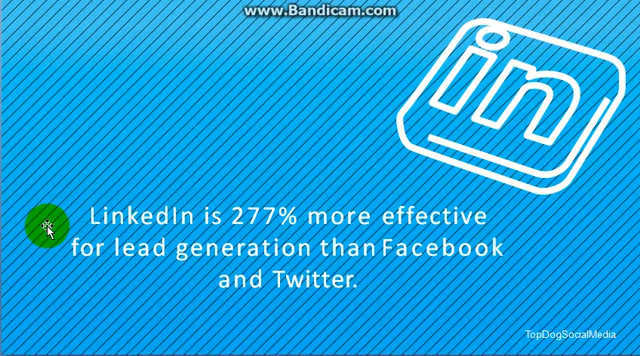 www.Bandicam.com
in
LinkedIn is 277% more effective
for lead generation than Facebook
and Twitter.
TopDogSocialMedia